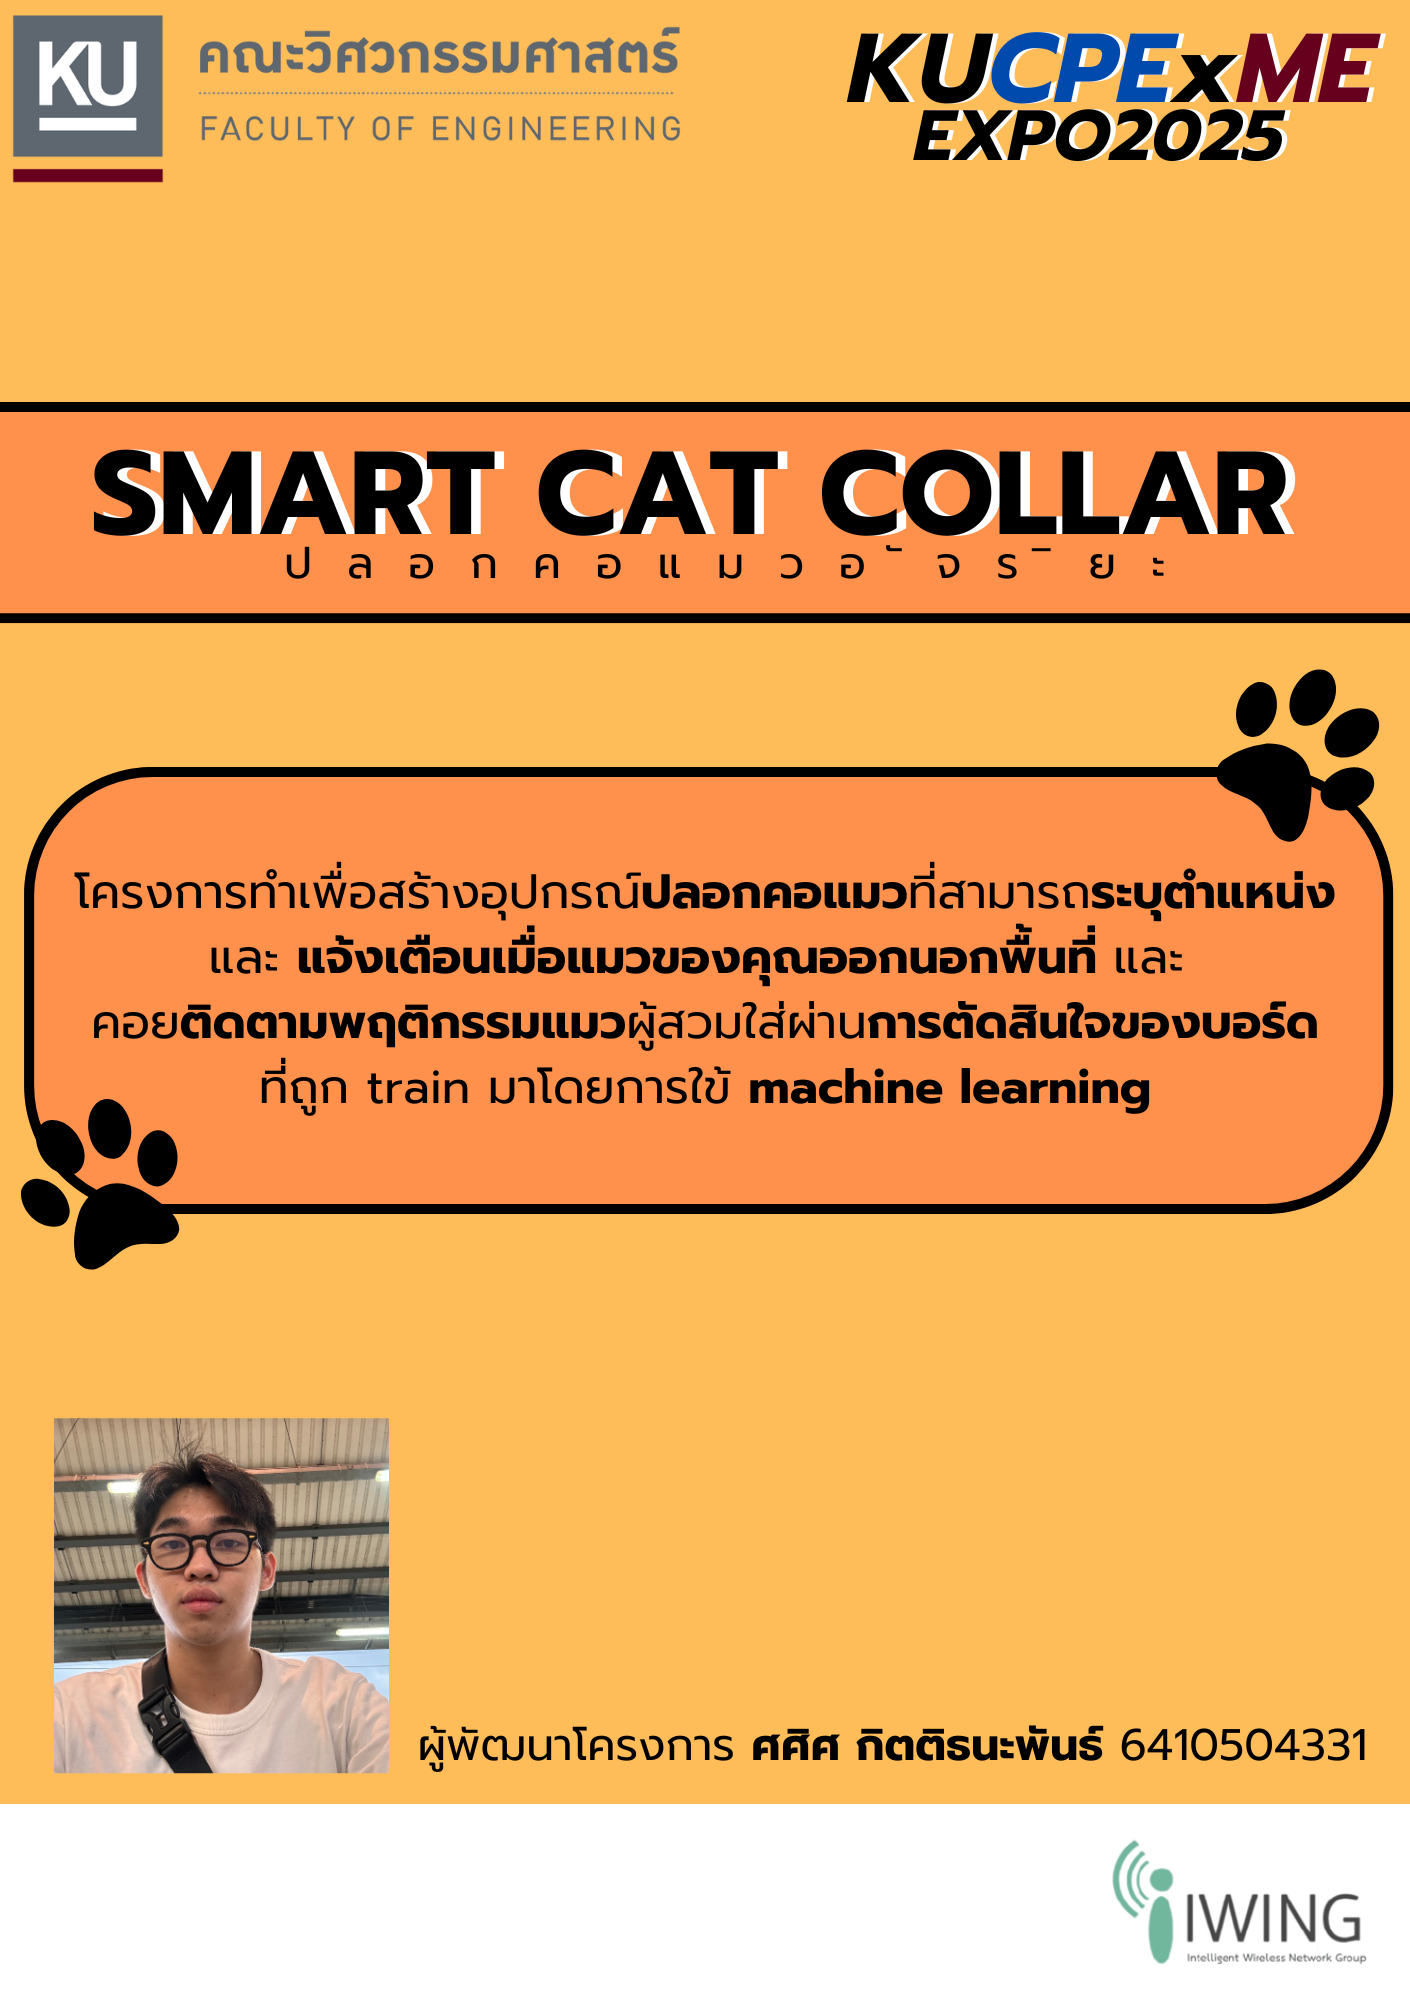 KU
คณะวิศวกรรมศาสตร์
FACULTY OF ENGINEERING
KUCPExME
EXPO2025
SMART CAT COLLAR
ปลอกคอแมวอัจริยะ
โครงการทำเพื่อสร้างอุปกรณ์ปลอกคอแมวที่สามารถระบุตำแหน่ง
และ แจ้งเตือนเมื่อแมวของคุณออกนอกพื้นที่ และ
คอยติดตามพฤติกรรมแมวผู้สวมใส่ผ่านการตัดสินใจของบอร์ด
ที่ถูก train มาโดยการใข้ machine learning
ผู้พัฒนาโครงการ ศศิศ กิตติธนะพันธ์ 6410504331
IWING
Intelligent Wireless Network Group